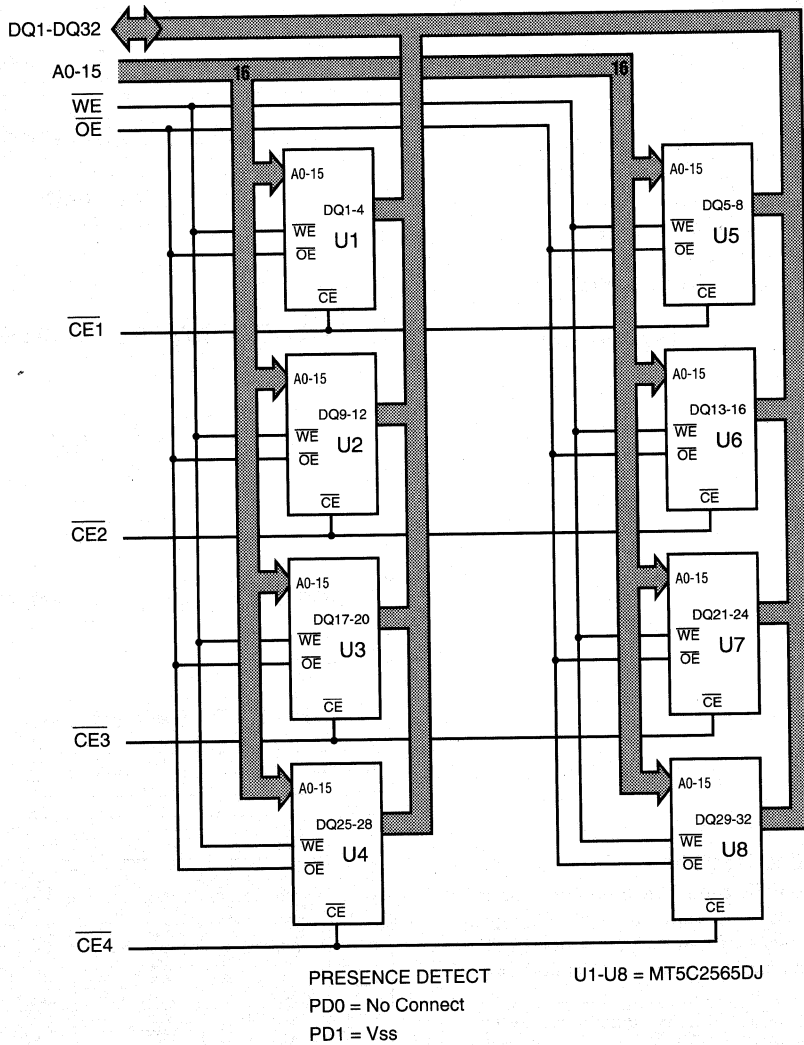 DQ1-DQ32
A0-15
16
16
WE
OE
A0-15
DQ1-4
WE
U1
OE
CE
A0-15
DQ5-8
WE
U5
OE
CE
CE1
A0-15
DQ9-12
WE
U2
OE
CE
A0-15
DQ13-16
WE
U6
OE
CE
CE2
A0-15
DQ17-20
WE
U3
OE
CE
A0-15
DQ21-24
WE
U7
OE
CE
CE3
A0-15
DQ25-28
WE
U4
OE
CE
A0-15
DQ29-32
WE
U8
OE
CE
CE4
PRESENCE DETECT
PD0 = No Connect
PD1 = Vss
U1-U8 = MT5C2565DJ